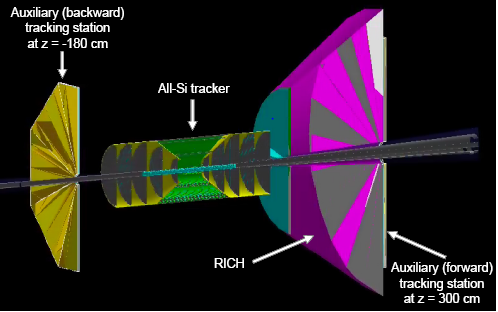 Auxiliary (backward)
tracking station
at z = -180 cm
All-Si tracker
RICH
Auxiliary (forward)
tracking station
at z = 300 cm